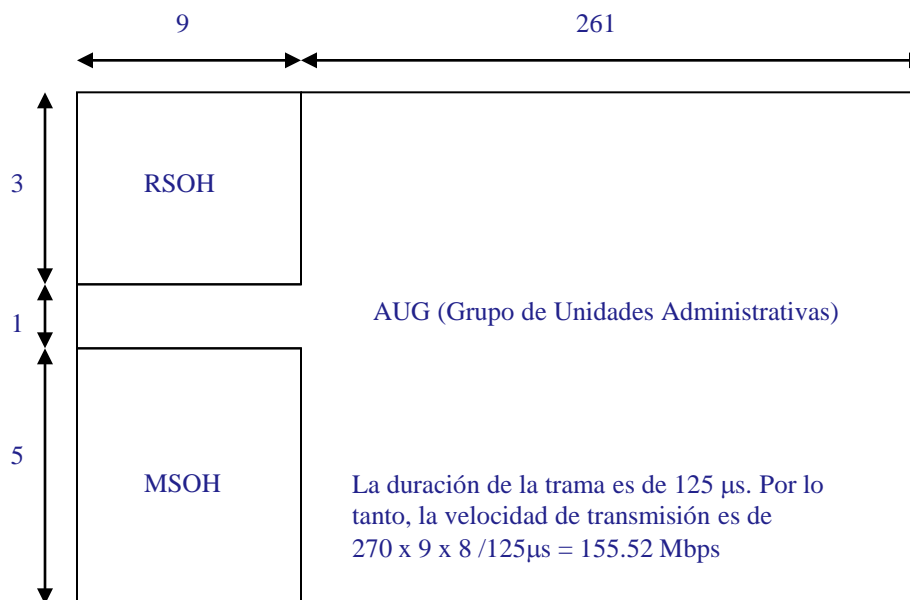 9
261
3
RSOH
1
AUG (Grupo de Unidades Administrativas)
5
MSOH
La duración de la trama es de 125 μs. Por lo
tanto, la velocidad de transmisión es de
270 x 9 x 8 /125μs = 155.52 Mbps